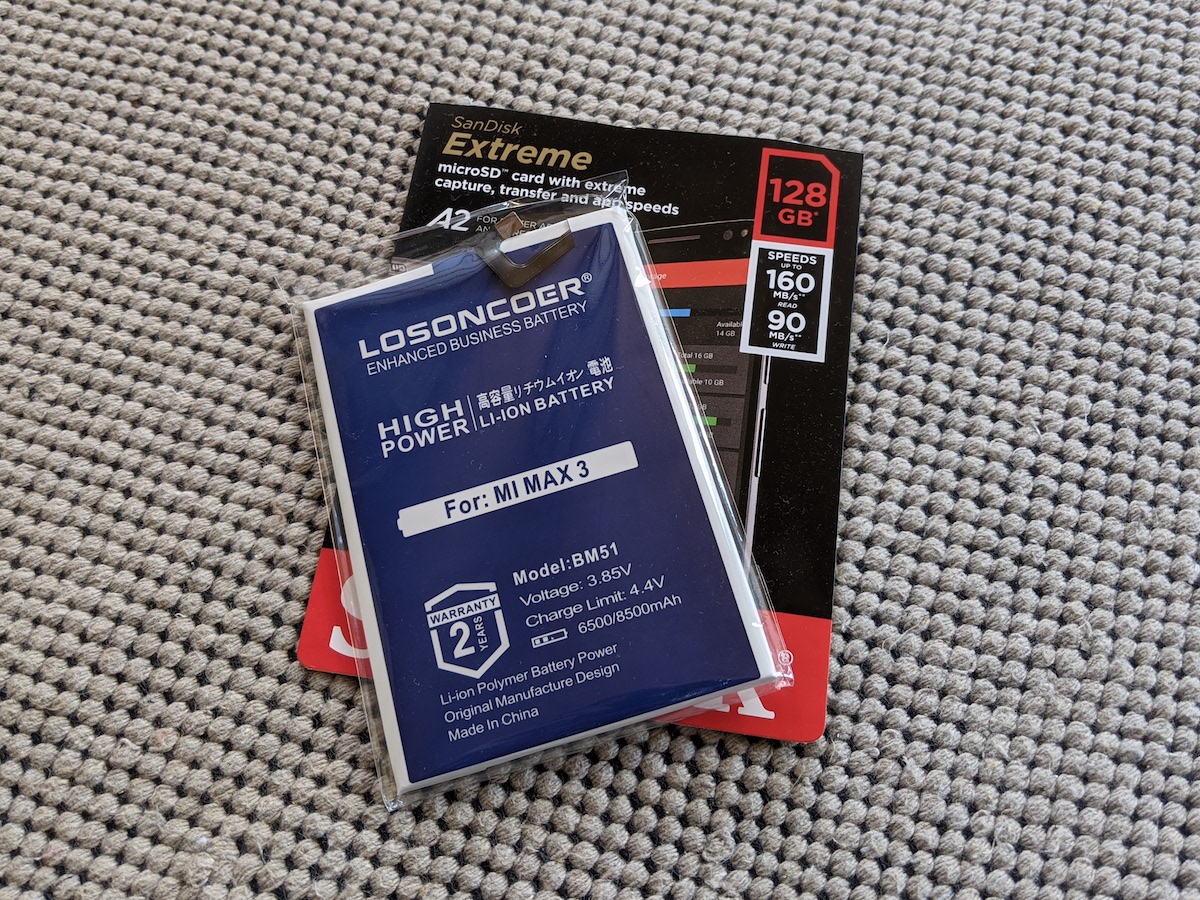 SanDisk
Extreme
microSD™ card with extreme
capture, transfer and app speeds
A2
128
GB*
SPEEDS
UP TO
160
MB/s**
READ
90
MB/s**
WRITE
Available
14 GB
Total 16 GB
10 GB
LOSONCOER®
ENHANCED BUSINESS BATTERY
HIGH
POWER
高容量リチウムイオン 電池
LI-ION BATTERY
For: MI MAX 3
Model:BM51
Voltage: 3.85V
Charge Limit: 4.4V
6500/8500mAh
WARRANTY
2
YEARS
Li-ion Polymer Battery Power
Original Manufacture Design
Made In China
S
®